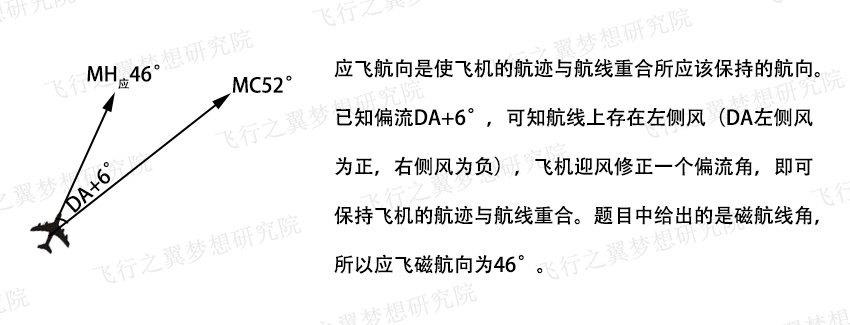 MH应46°
MC52°
DA+6°
应飞航向是使飞机的航迹与航线重合所应该保持的航向。
已知偏流DA+6°，可知航线上存在左侧风（DA左侧风
为正，右侧风为负），飞机迎风修正一个偏流角，即可
保持飞机的航迹与航线重合。题目中给出的是磁航线角，
所以应飞磁航向为46°。
飞行之翼梦想研究院